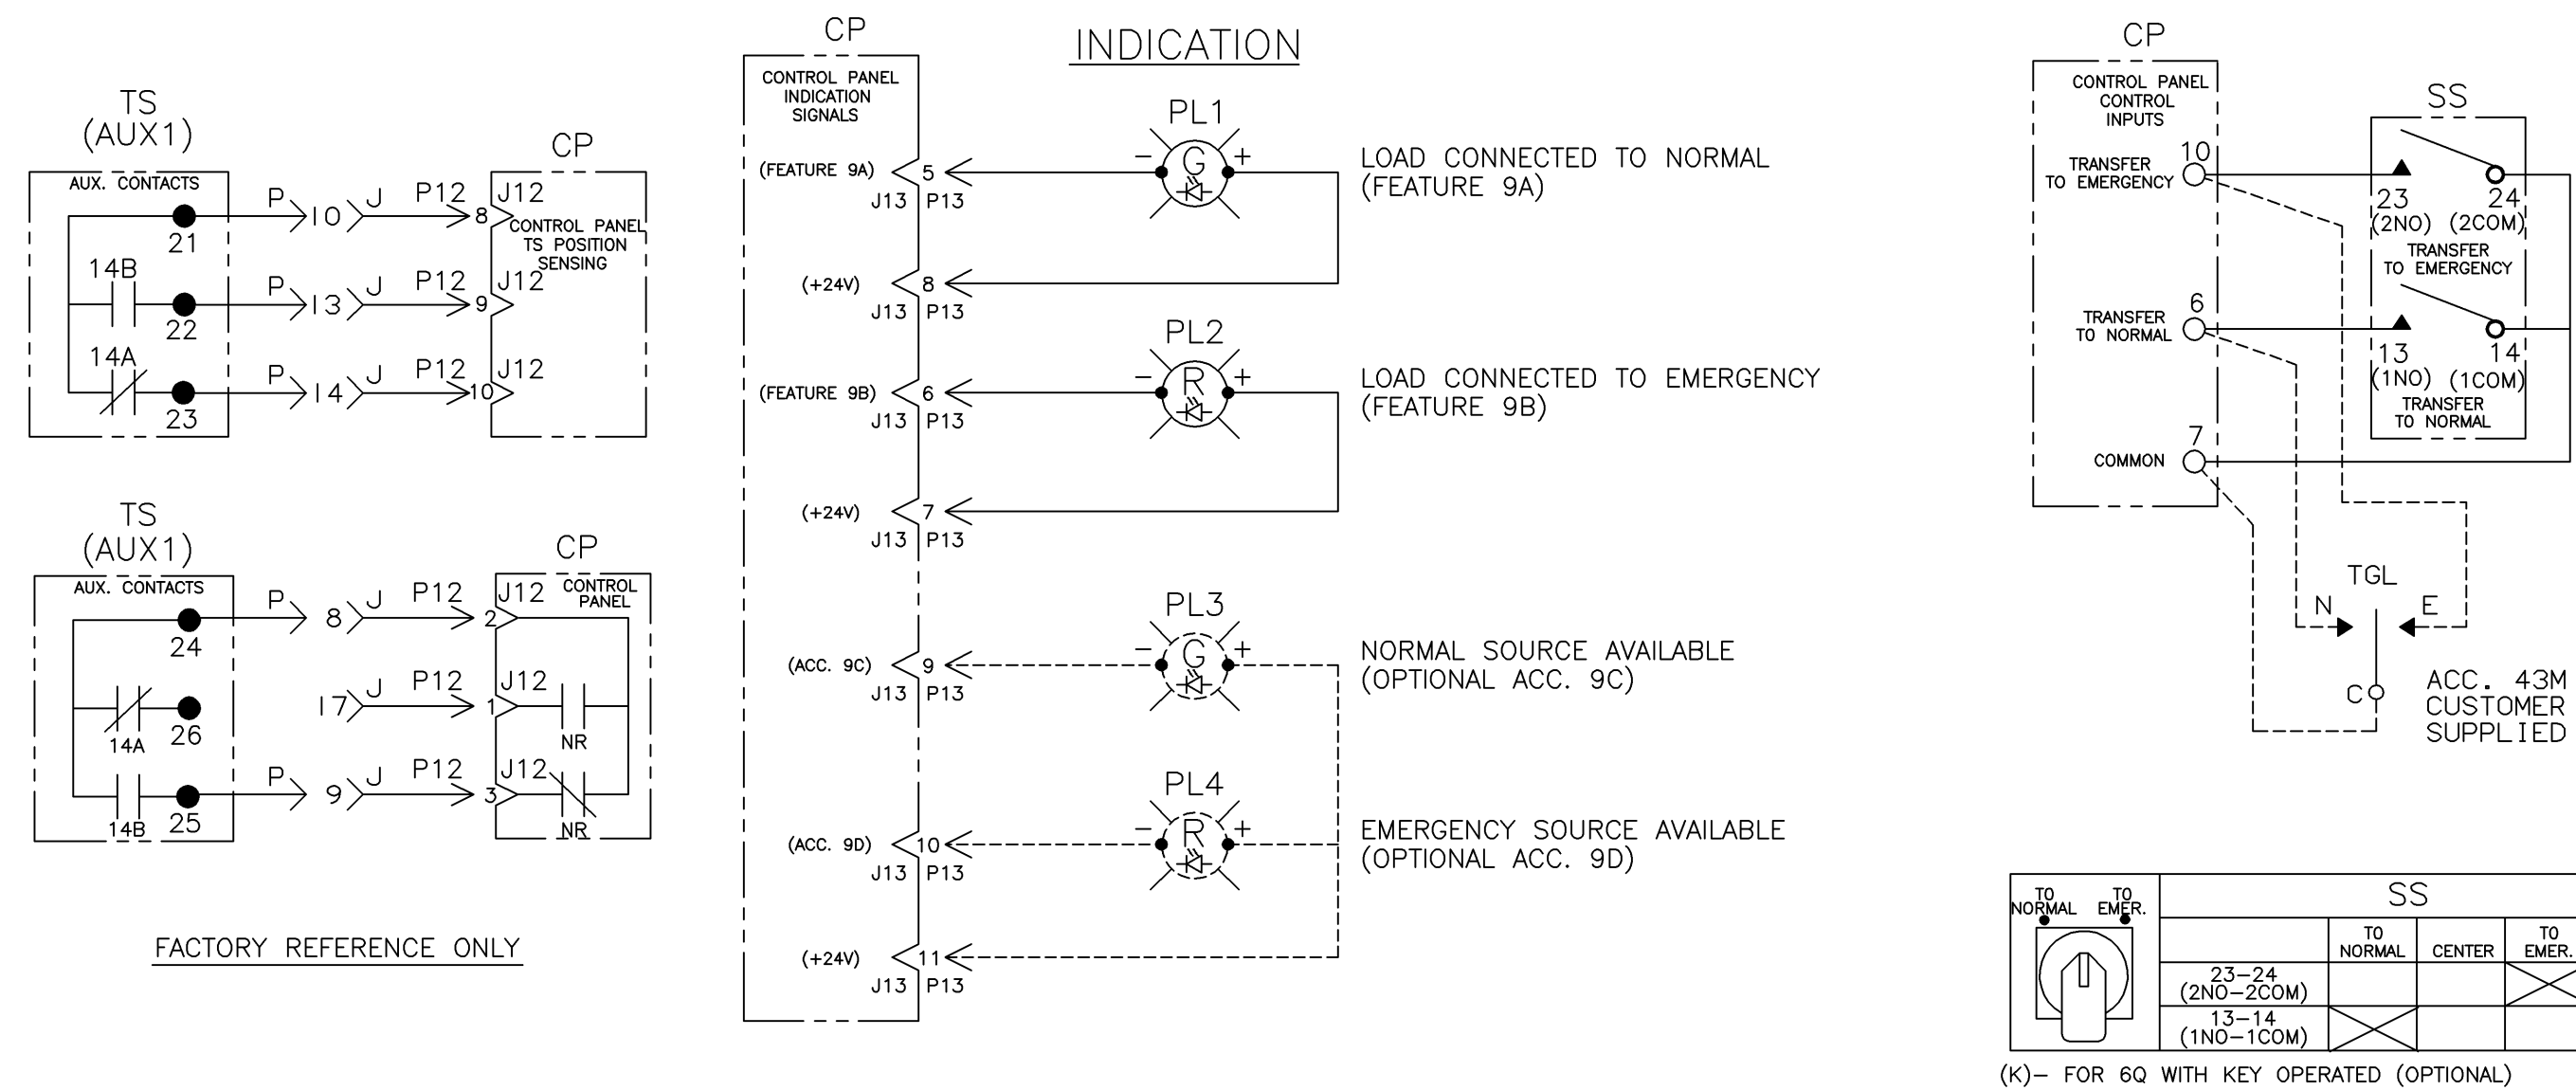 TS
(AUX1)
AUX. CONTACTS
21
14B
22
14A
23
P 10 J P12 8 J12
P 13 J P12 9 J12
P 14 J P12 10 J12
CP
CONTROL PANEL
TS POSITION
SENSING
TS
(AUX1)
AUX. CONTACTS
24
14A
26
14B
25
P 8 J P12 2 J12
17 J P12 1 J12
P 9 J P12 3 J12
CP
CONTROL
PANEL
NR
NR
FACTORY REFERENCE ONLY
CP
INDICATION
CONTROL PANEL
INDICATION
SIGNALS
PL1
(FEATURE 9A) 5 - G +
J13 P13
LOAD CONNECTED TO NORMAL
(FEATURE 9A)
(+24V) 8
J13 P13
PL2
(FEATURE 9B) 6 - R +
J13 P13
LOAD CONNECTED TO EMERGENCY
(FEATURE 9B)
(+24V) 7
J13 P13
PL3
(ACC. 9C) 9 - G +
J13 P13
NORMAL SOURCE AVAILABLE
(OPTIONAL ACC. 9C)
PL4
(ACC. 9D) 10 - R +
J13 P13
EMERGENCY SOURCE AVAILABLE
(OPTIONAL ACC. 9D)
(+24V) 11
J13 P13
CP
CONTROL PANEL
CONTROL
INPUTS
TRANSFER
TO EMERGENCY
10
TRANSFER
TO NORMAL
6
COMMON
7
SS
23 24
(2NO) (2COM)
TRANSFER
TO EMERGENCY
13 14
(1NO) (1COM)
TRANSFER
TO NORMAL
TGL
N E
C
ACC. 43M
CUSTOMER
SUPPLIED
TO NORMAL
TO EMER.
SS
TO NORMAL
CENTER
TO EMER.
23-24
(2NO-2COM)
13-14
(1NO-1COM)
(K)- FOR 6Q WITH KEY OPERATED (OPTIONAL)